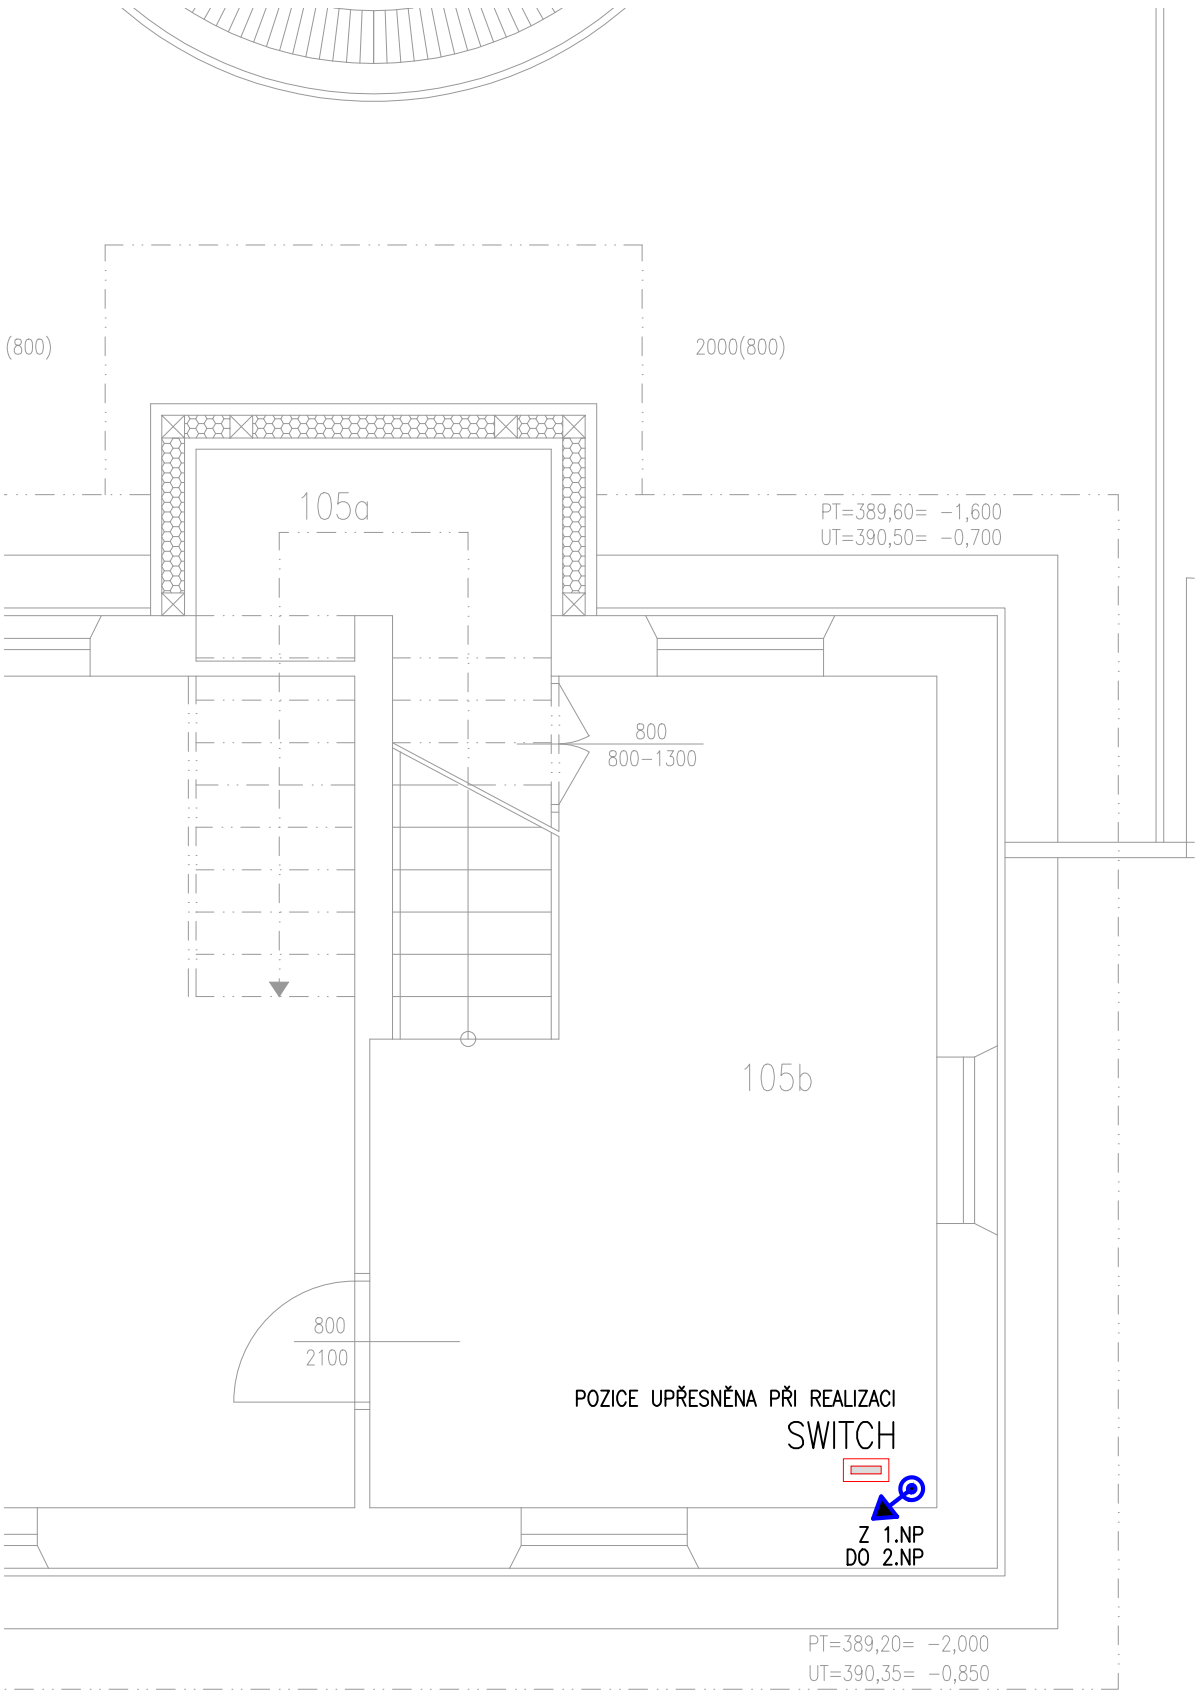 (800)
2000(800)
105a
PT=389,60= -1,600
UT=390,50= -0,700
800
800-1300
105b
800
2100
POZICE UPŘESNĚNA PŘI REALIZACI
SWITCH
Z 1.NP
DO 2.NP
PT=389,20= -2,000
UT=390,35= -0,850